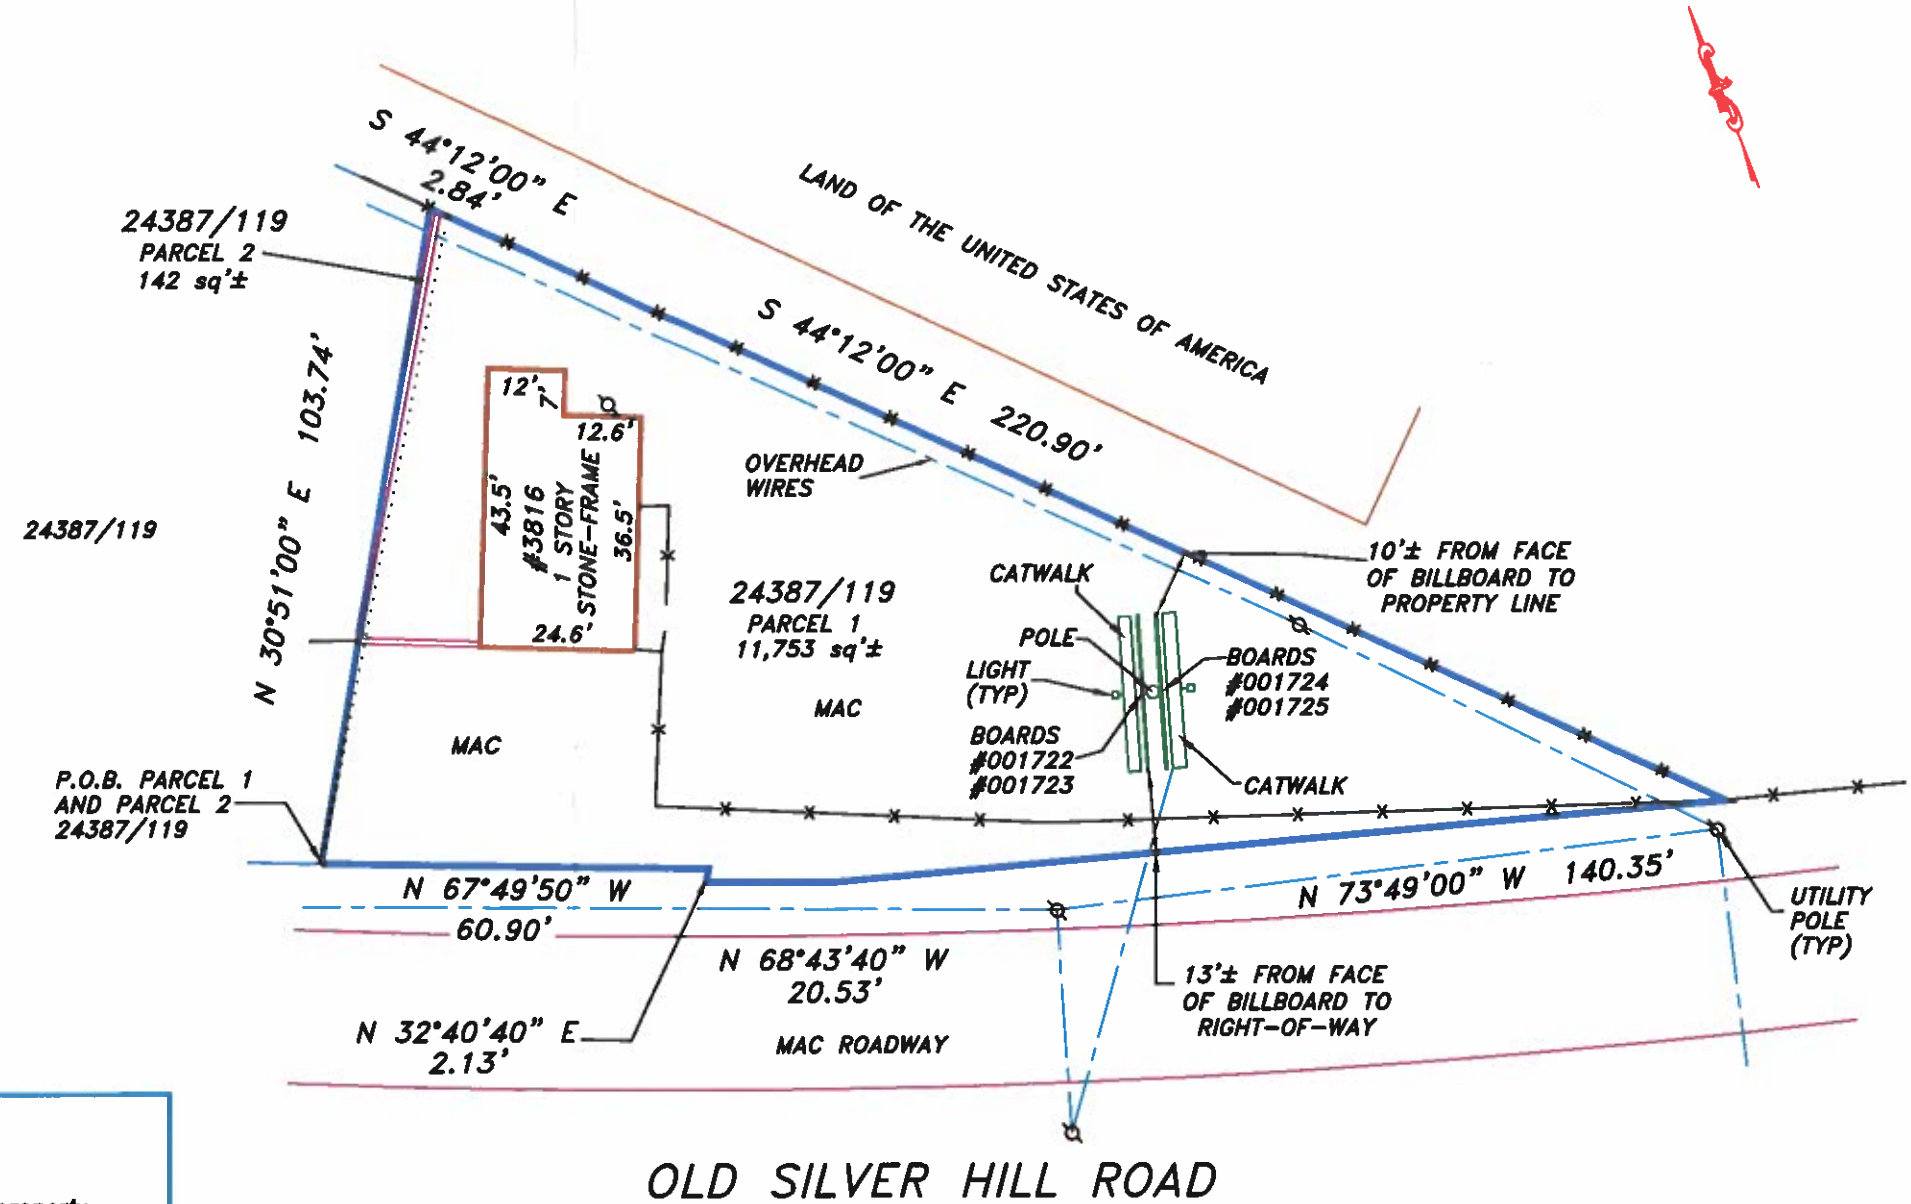 S 44°12'00" E
2.84'
LAND OF THE UNITED STATES OF AMERICA
24387/119
PARCEL 2
142 sq'±
S 44°12'00" E 220.90'
N 30°51'00" E 103.74'
12'
7'
12.6'
43.5'
#3816
1 STORY
STONE-FRAME
36.5'
24.6'
OVERHEAD
WIRES
24387/119
10'± FROM FACE
OF BILLBOARD TO
PROPERTY LINE
CATWALK
24387/119
PARCEL 1
11,753 sq'±
POLE
LIGHT
(TYP)
BOARDS
#001724
#001725
MAC
MAC
BOARDS
#001722
#001723
CATWALK
P.O.B. PARCEL 1
AND PARCEL 2
24387/119
N 67°49'50" W
60.90'
N 73°49'00" W 140.35'
UTILITY
POLE
(TYP)
N 68°43'40" W
20.53'
13'± FROM FACE
OF BILLBOARD TO
RIGHT-OF-WAY
N 32°40'40" E
2.13'
MAC ROADWAY
OLD SILVER HILL ROAD